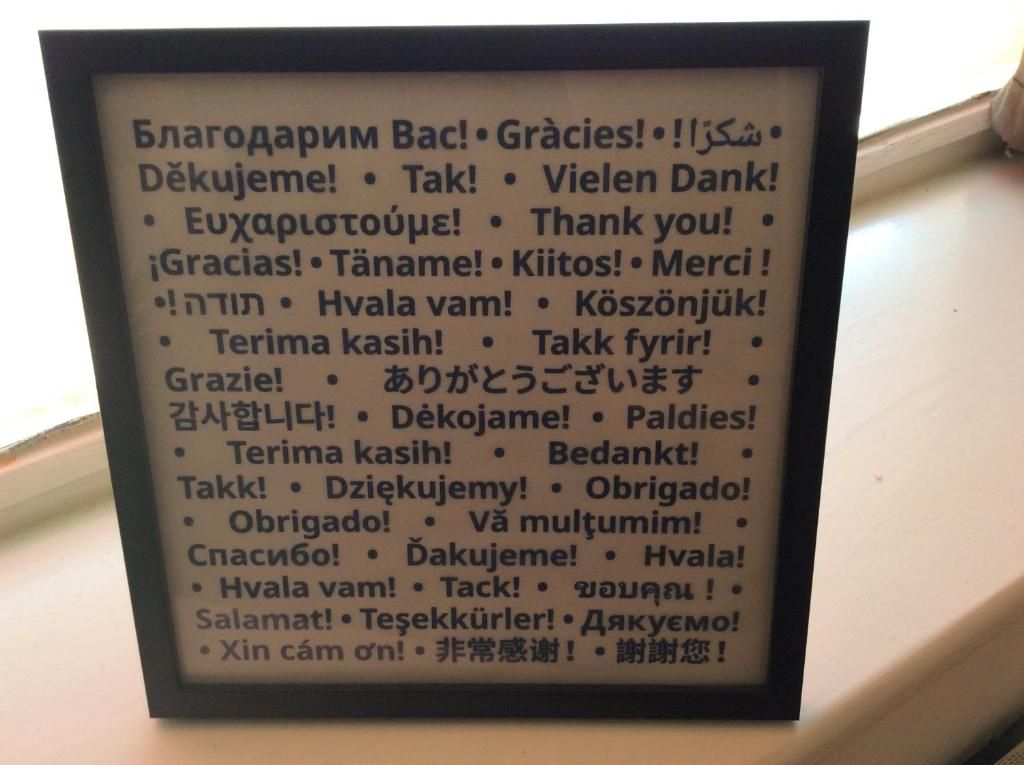 Благодарим Вас! • Gràcies! • شكرًا! •
Děkujeme! • Tak! • Vielen Dank!
• Ευχαριστούμε! • Thank you! •
¡Gracias! • Täname! • Kiitos! • Merci !
• תודה! • Hvala vam! • Köszönjük!
• Terima kasih! • Takk fyrir! •
Grazie! • ありがとうございます •
감사합니다! • Dėkojame! • Paldies!
• Terima kasih! • Bedankt! •
Takk! • Dziękujemy! • Obrigado!
• Obrigado! • Vă mulţumim! •
Спасибо! • Ďakujeme! • Hvala!
• Hvala vam! • Tack! • ขอบคุณ ! •
Salamat! • Teşekkürler! • Дякуємо!
• Xin cám ơn! • 非常感谢！ • 謝謝您！